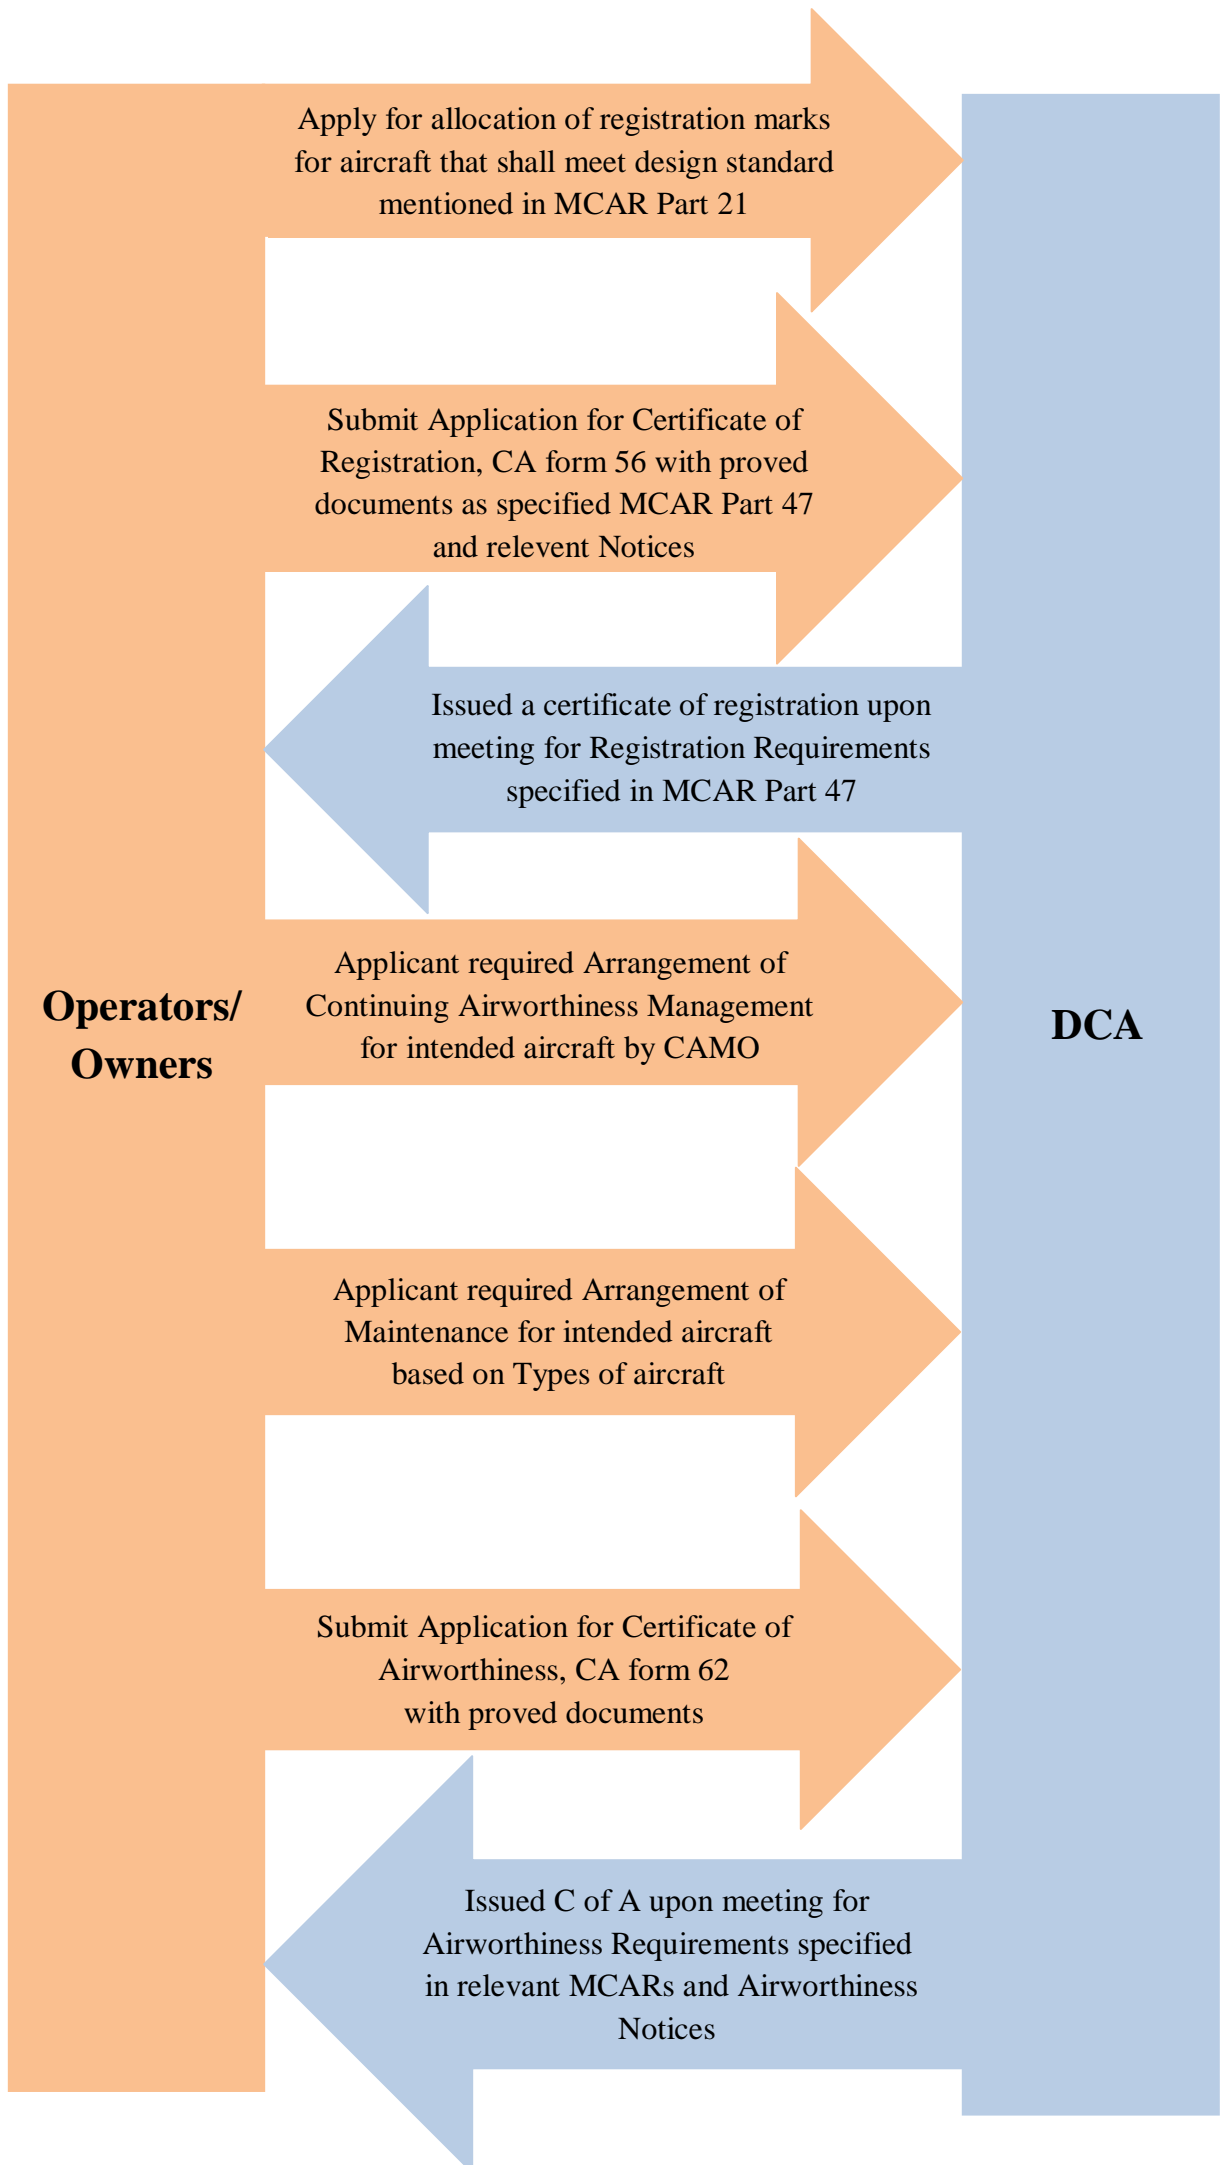 Apply for allocation of registration marks
for aircraft that shall meet design standard
mentioned in MCAR Part 21
Submit Application for Certificate of
Registration, CA form 56 with proved
documents as specified MCAR Part 47
and relevent Notices
Issued a certificate of registration upon
meeting for Registration Requirements
specified in MCAR Part 47
Operators/
Owners
Applicant required Arrangement of
Continuing Airworthiness Management
for intended aircraft by CAMO
DCA
Applicant required Arrangement of
Maintenance for intended aircraft
based on Types of aircraft
Submit Application for Certificate of
Airworthiness, CA form 62
with proved documents
Issued C of A upon meeting for
Airworthiness Requirements specified
in relevant MCARs and Airworthiness
Notices